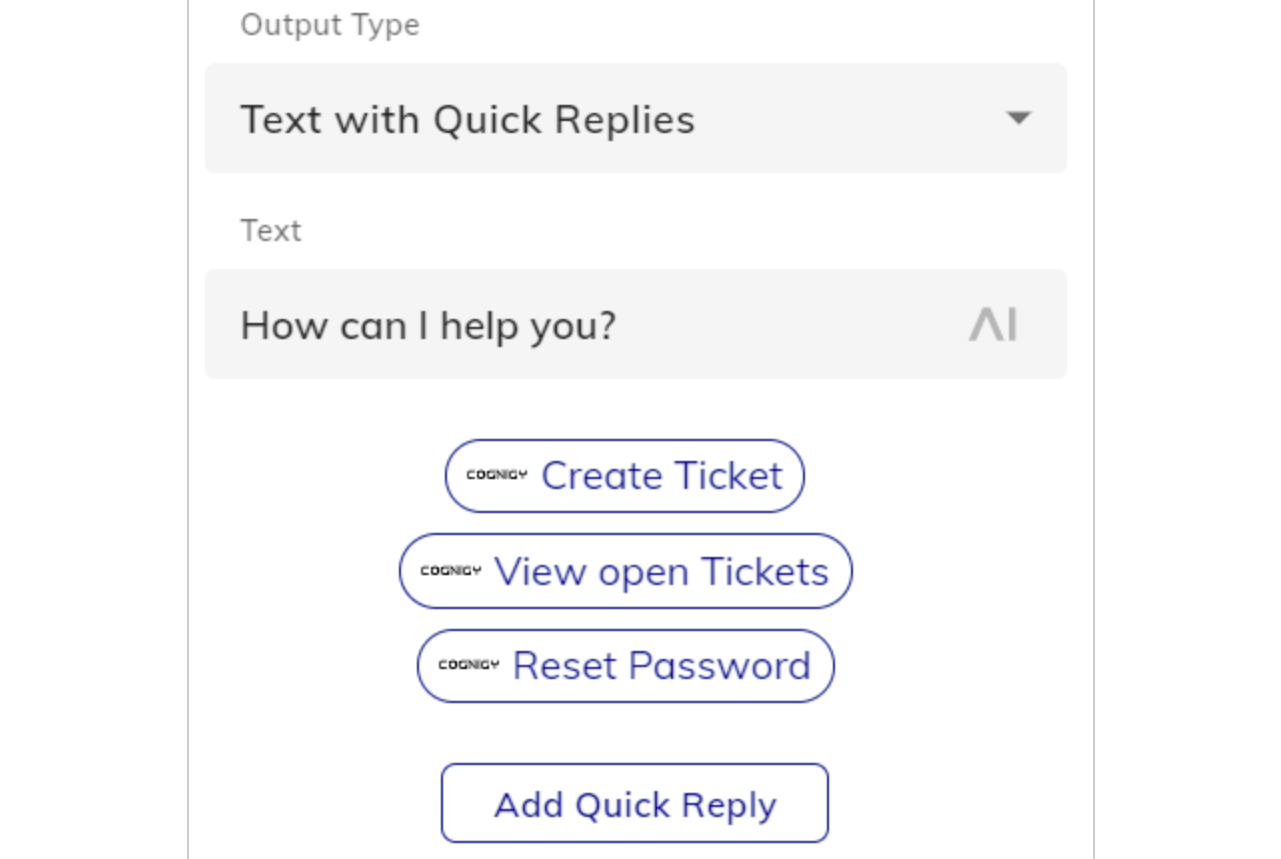 Output Type
Text with Quick Replies
Text
How can I help you?
AI
COGNIGY Create Ticket
COGNIGY View open Tickets
COGNIGY Reset Password
Add Quick Reply